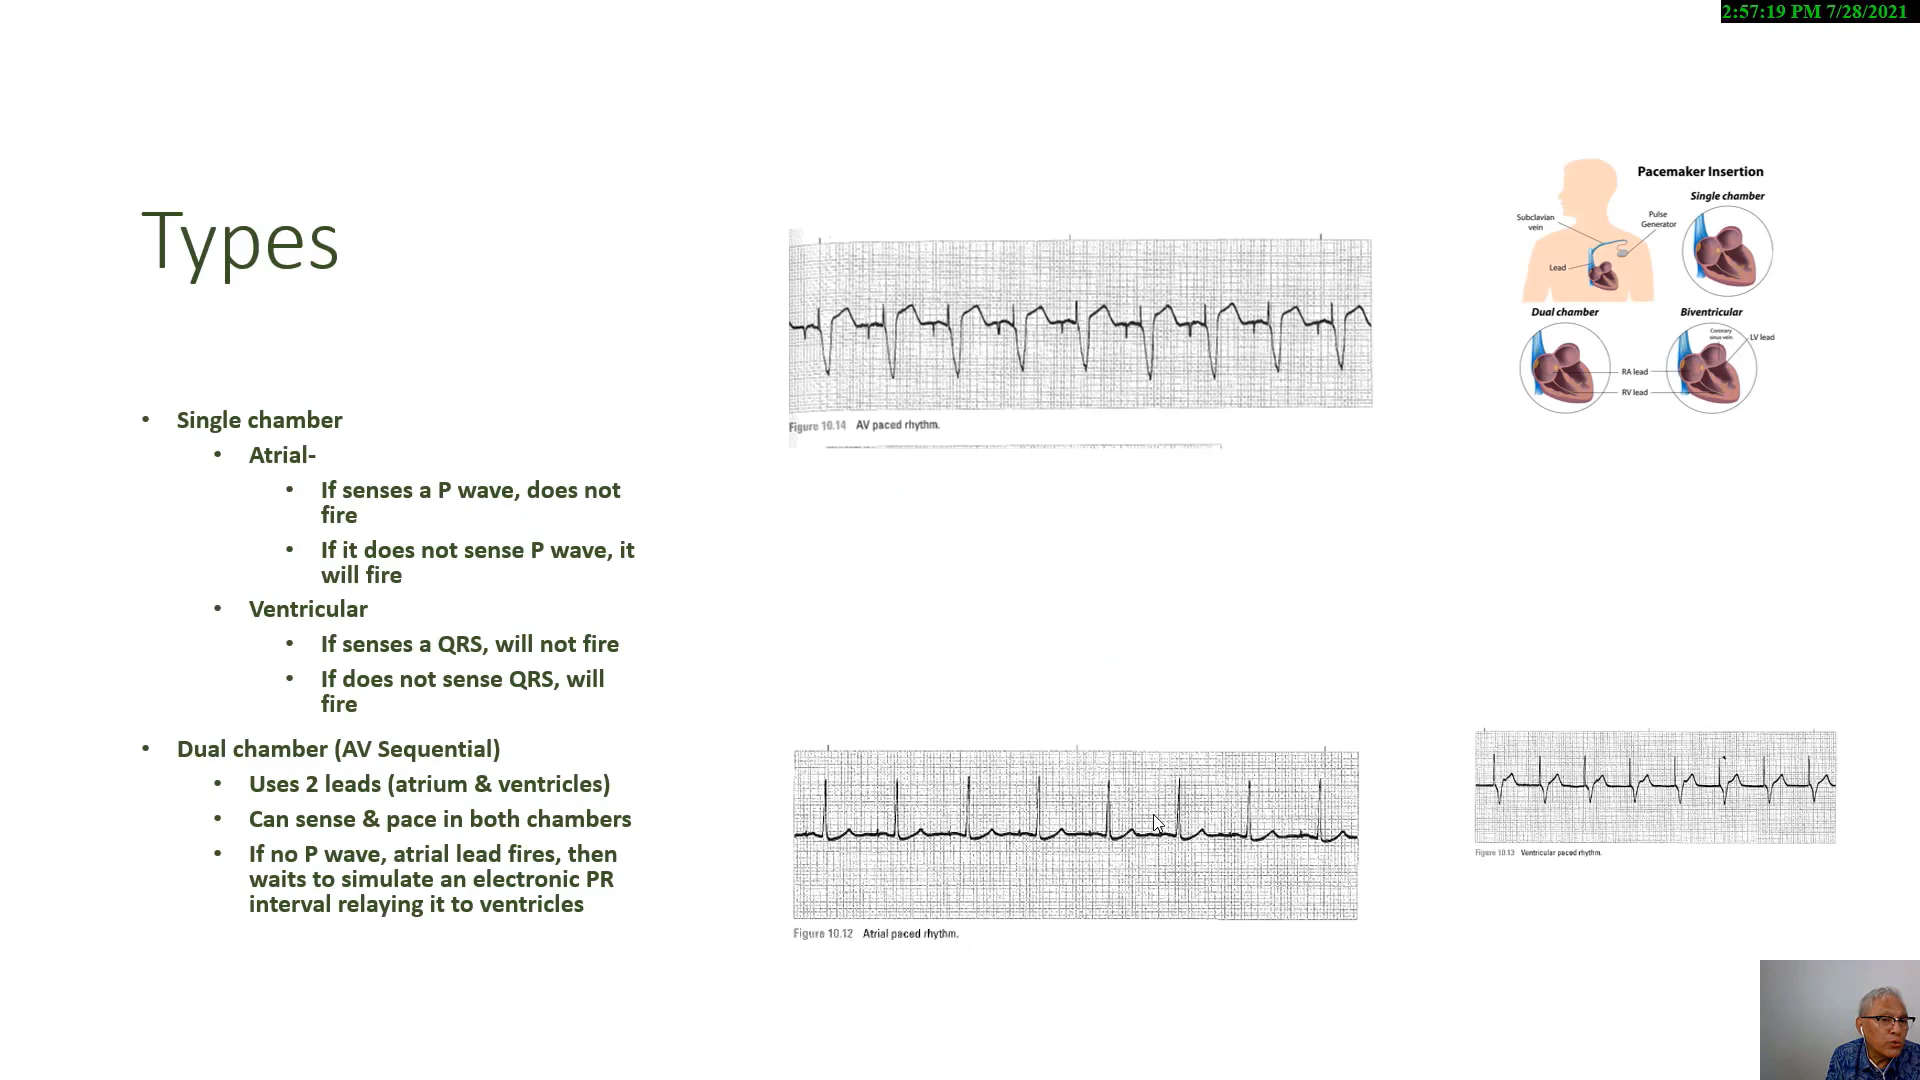 2:57:19 PM 7/28/2021
Types
• Single chamber
• Atrial-
• If senses a P wave, does not
fire
• If it does not sense P wave, it
will fire
• Ventricular
• If senses a QRS, will not fire
• If does not sense QRS, will
fire
• Dual chamber (AV Sequential)
• Uses 2 leads (atrium & ventricles)
• Can sense & pace in both chambers
• If no P wave, atrial lead fires, then
waits to simulate an electronic PR
interval relaying it to ventricles
Figure 10.14 AV paced rhythm.
Figure 10.12 Atrial paced rhythm.
Pacemaker Insertion
Single chamber
Subclavian
vein
Pulse
Generator
Lead
Dual chamber
Biventricular
Coronary
sinus vein
LV lead
RA lead
RV lead
Figure 10.13 Ventricular paced rhythm.